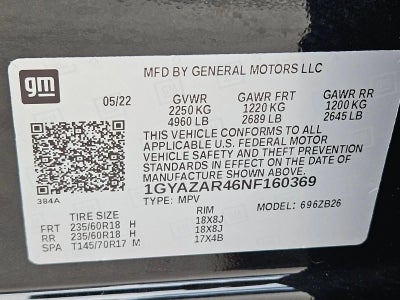 gm
MFD BY GENERAL MOTORS LLC
05/22 GVWR GAWR FRT GAWR RR
2250 KG 1220 KG 1200 KG
4960 LB 2689 LB 2645 LB
THIS VEHICLE CONFORMS TO ALL
APPLICABLE U.S. FEDERAL MOTOR
VEHICLE SAFETY AND THEFT PREVENTION
STANDARDS IN EFFECT ON THE DATE OF
MANUFACTURE SHOWN ABOVE.
1GYAZAR46NF160369
384A TYPE: MPV MODEL: 696ZB26
TIRE SIZE RIM
FRT 235/60R18 H 18X8J
RR 235/60R18 H 18X8J
SPA T145/70R17 M 17X4B